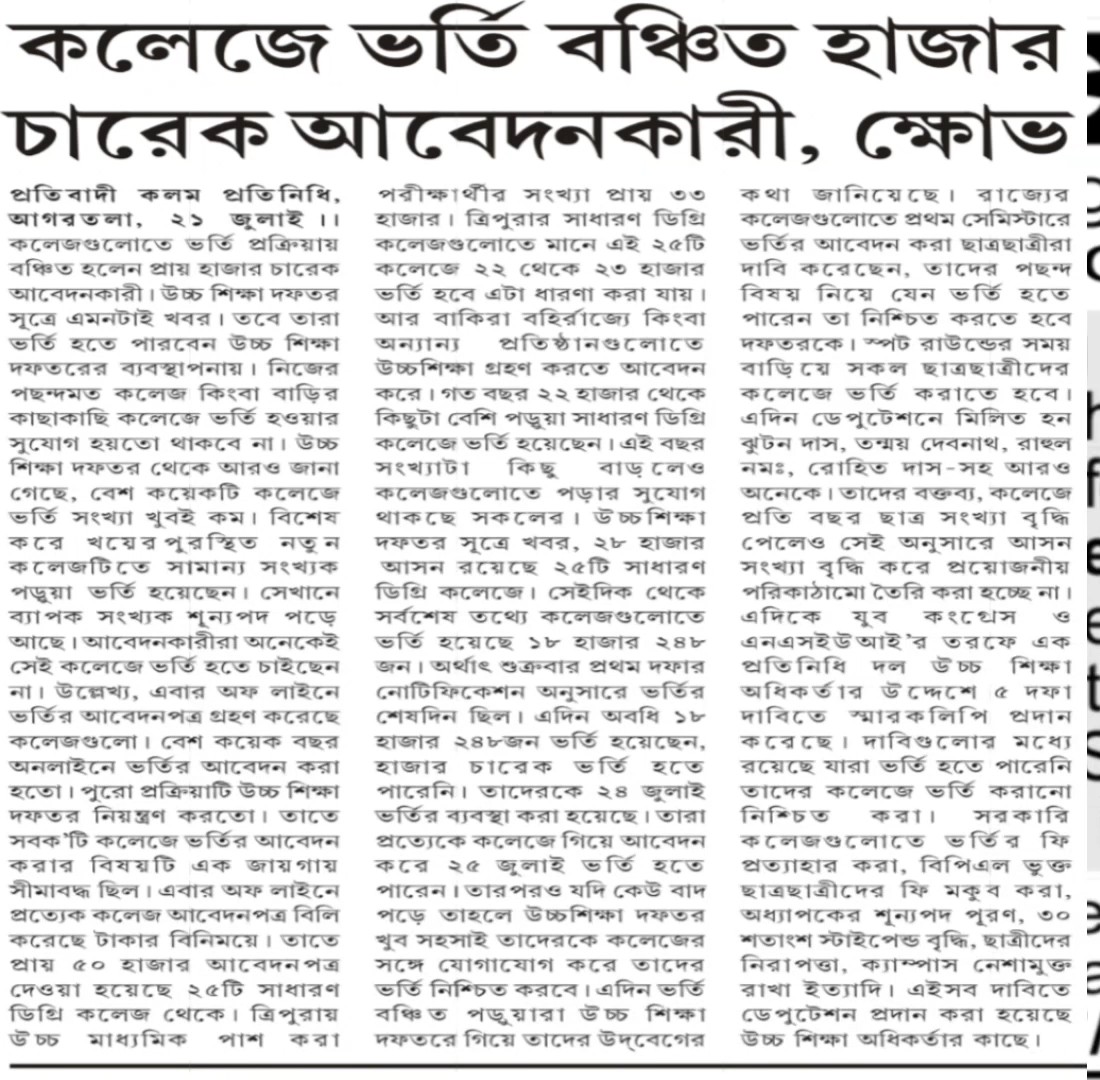 কলেজে ভর্তি বঞ্চিত হাজার
চারেক আবেদনকারী, ক্ষোভ
প্রতিবাদী কলম প্রতিনিধি,
আগরতলা, ২১ জুলাই ।।
কলেজগুলোতে ভর্তি প্রক্রিয়ায়
বঞ্চিত হলেন প্রায় হাজার চারেক
আবেদনকারী। উচ্চ শিক্ষা দফতর
সূত্রে এমনটাই খবর। তবে তারা
ভর্তি হতে পারবেন উচ্চ শিক্ষা
দফতরের ব্যবস্থাপনায়। নিজের
পছন্দমত কলেজ কিংবা বাড়ির
কাছাকাছি কলেজে ভর্তি হওয়ার
সুযোগ হয়তো থাকবে না। উচ্চ
শিক্ষা দফতর থেকে আরও জানা
গেছে, বেশ কয়েকটি কলেজে
ভর্তি সংখ্যা খুবই কম। বিশেষ
করে খয়েরপুরস্থিত নতুন
কলেজটিতে সামান্য সংখ্যক
পড়ুয়া ভর্তি হয়েছেন। সেখানে
ব্যাপক সংখ্যক শূন্যপদ পড়ে
আছে। আবেদনকারীরা অনেকেই
সেই কলেজে ভর্তি হতে চাইছেন
না। উল্লেখ্য, এবার অফ লাইনে
ভর্তির আবেদনপত্র গ্রহণ করেছে
কলেজগুলো। বেশ কয়েক বছর
অনলাইনে ভর্তির আবেদন করা
হতো। পুরো প্রক্রিয়াটি উচ্চ শিক্ষা
দফতর নিয়ন্ত্রণ করতো। তাতে
সবক'টি কলেজে ভর্তির আবেদন
করার বিষয়টি এক জায়গায়
সীমাবদ্ধ ছিল। এবার অফ লাইনে
প্রত্যেক কলেজ আবেদনপত্র বিলি
করেছে টাকার বিনিময়ে। তাতে
প্রায় ৫০ হাজার আবেদনপত্র
দেওয়া হয়েছে ২৫টি সাধারণ
ডিগ্রি কলেজ থেকে। ত্রিপুরায়
উচ্চ মাধ্যমিক পাশ করা
পরীক্ষার্থীর সংখ্যা প্রায় ৩৩
হাজার। ত্রিপুরার সাধারণ ডিগ্রি
কলেজগুলোতে মানে এই ২৫টি
কলেজে ২২ থেকে ২৩ হাজার
ভর্তি হবে এটা ধারণা করা যায়।
আর বাকিরা বহির্রাজ্যে কিংবা
অন্যান্য প্রতিষ্ঠানগুলোতে
উচ্চশিক্ষা গ্রহণ করতে আবেদন
করে। গত বছর ২২ হাজার থেকে
কিছুটা বেশি পড়ুয়া সাধারণ ডিগ্রি
কলেজে ভর্তি হয়েছেন। এই বছর
সংখ্যাটা কিছু বাড়লেও
কলেজগুলোতে পড়ার সুযোগ
থাকছে সকলের। উচ্চশিক্ষা
দফতর সূত্রে খবর, ২৮ হাজার
আসন রয়েছে ২৫টি সাধারণ
ডিগ্রি কলেজে। সেইদিক থেকে
সর্বশেষ তথ্যে কলেজগুলোতে
ভর্তি হয়েছে ১৮ হাজার ২৪৮
জন। অর্থাৎ শুক্রবার প্রথম দফার
নোটিফিকেশন অনুসারে ভর্তির
শেষদিন ছিল। এদিন অবধি ১৮
হাজার ২৪৮জন ভর্তি হয়েছেন,
হাজার চারেক ভর্তি হতে
পারেনি। তাদেরকে ২৪ জুলাই
ভর্তির ব্যবস্থা করা হয়েছে। তারা
প্রত্যেকে কলেজে গিয়ে আবেদন
করে ২৫ জুলাই ভর্তি হতে
পারেন। তারপরও যদি কেউ বাদ
পড়ে তাহলে উচ্চশিক্ষা দফতর
খুব সহসাই তাদেরকে কলেজের
সঙ্গে যোগাযোগ করে তাদের
ভর্তি নিশ্চিত করবে। এদিন ভর্তি
বঞ্চিত পড়ুয়ারা উচ্চ শিক্ষা
দফতরে গিয়ে তাদের উদ্‌বেগের
কথা জানিয়েছে। রাজ্যের
কলেজগুলোতে প্রথম সেমিস্টারে
ভর্তির আবেদন করা ছাত্রছাত্রীরা
দাবি করেছেন, তাদের পছন্দ
বিষয় নিয়ে যেন ভর্তি হতে
পারেন তা নিশ্চিত করতে হবে
দফতরকে। স্পট রাউন্ডের সময়
বাড়িয়ে সকল ছাত্রছাত্রীদের
কলেজে ভর্তি করাতে হবে।
এদিন ডেপুটেশনে মিলিত হন
ঝুটন দাস, তন্ময় দেবনাথ, রাহুল
নমঃ, রোহিত দাস-সহ আরও
অনেকে। তাদের বক্তব্য, কলেজে
প্রতি বছর ছাত্র সংখ্যা বৃদ্ধি
পেলেও সেই অনুসারে আসন
সংখ্যা বৃদ্ধি করে প্রয়োজনীয়
পরিকাঠামো তৈরি করা হচ্ছে না।
এদিকে যুব কংগ্রেস ও
এনএসইউআই'র তরফে এক
প্রতিনিধি দল উচ্চ শিক্ষা
অধিকর্তার উদ্দেশে ৫ দফা
দাবিতে স্মারকলিপি প্রদান
করেছে। দাবিগুলোর মধ্যে
রয়েছে যারা ভর্তি হতে পারেনি
তাদের কলেজে ভর্তি করানো
নিশ্চিত করা। সরকারি
কলেজগুলোতে ভর্তির ফি
প্রত্যাহার করা, বিপিএল ভুক্ত
ছাত্রছাত্রীদের ফি মকুব করা,
অধ্যাপকের শূন্যপদ পূরণ, ৩০
শতাংশ স্টাইপেন্ড বৃদ্ধি, ছাত্রীদের
নিরাপত্তা, ক্যাম্পাস নেশামুক্ত
রাখা ইত্যাদি। এইসব দাবিতে
ডেপুটেশন প্রদান করা হয়েছে
উচ্চ শিক্ষা অধিকর্তার কাছে।